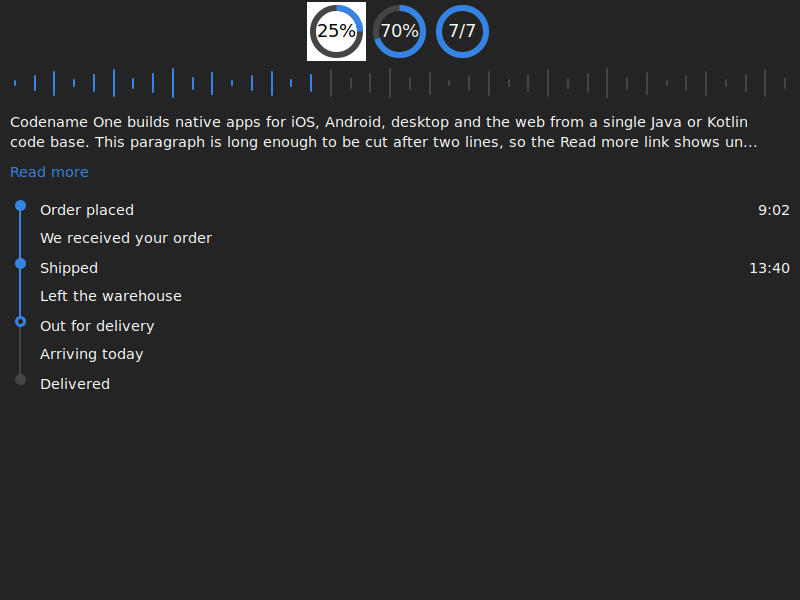 25% 70% 7/7
Codename One builds native apps for iOS, Android, desktop and the web from a single Java or Kotlin
code base. This paragraph is long enough to be cut after two lines, so the Read more link shows un...
Read more
Order placed 9:02
We received your order
Shipped 13:40
Left the warehouse
Out for delivery
Arriving today
Delivered